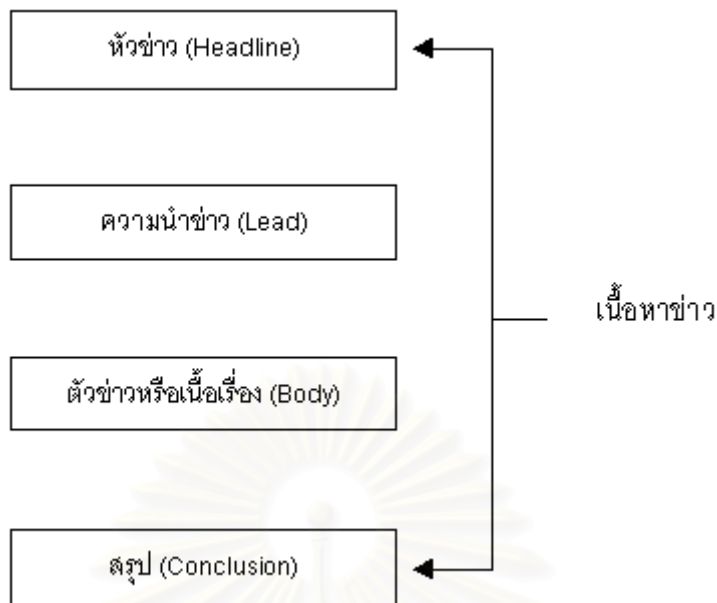 หัวข่าว (Headline)
ความนำข่าว (Lead)
เนื้อหาข่าว
ตัวข่าวหรือเนื้อเรื่อง (Body)
สรุป (Conclusion)